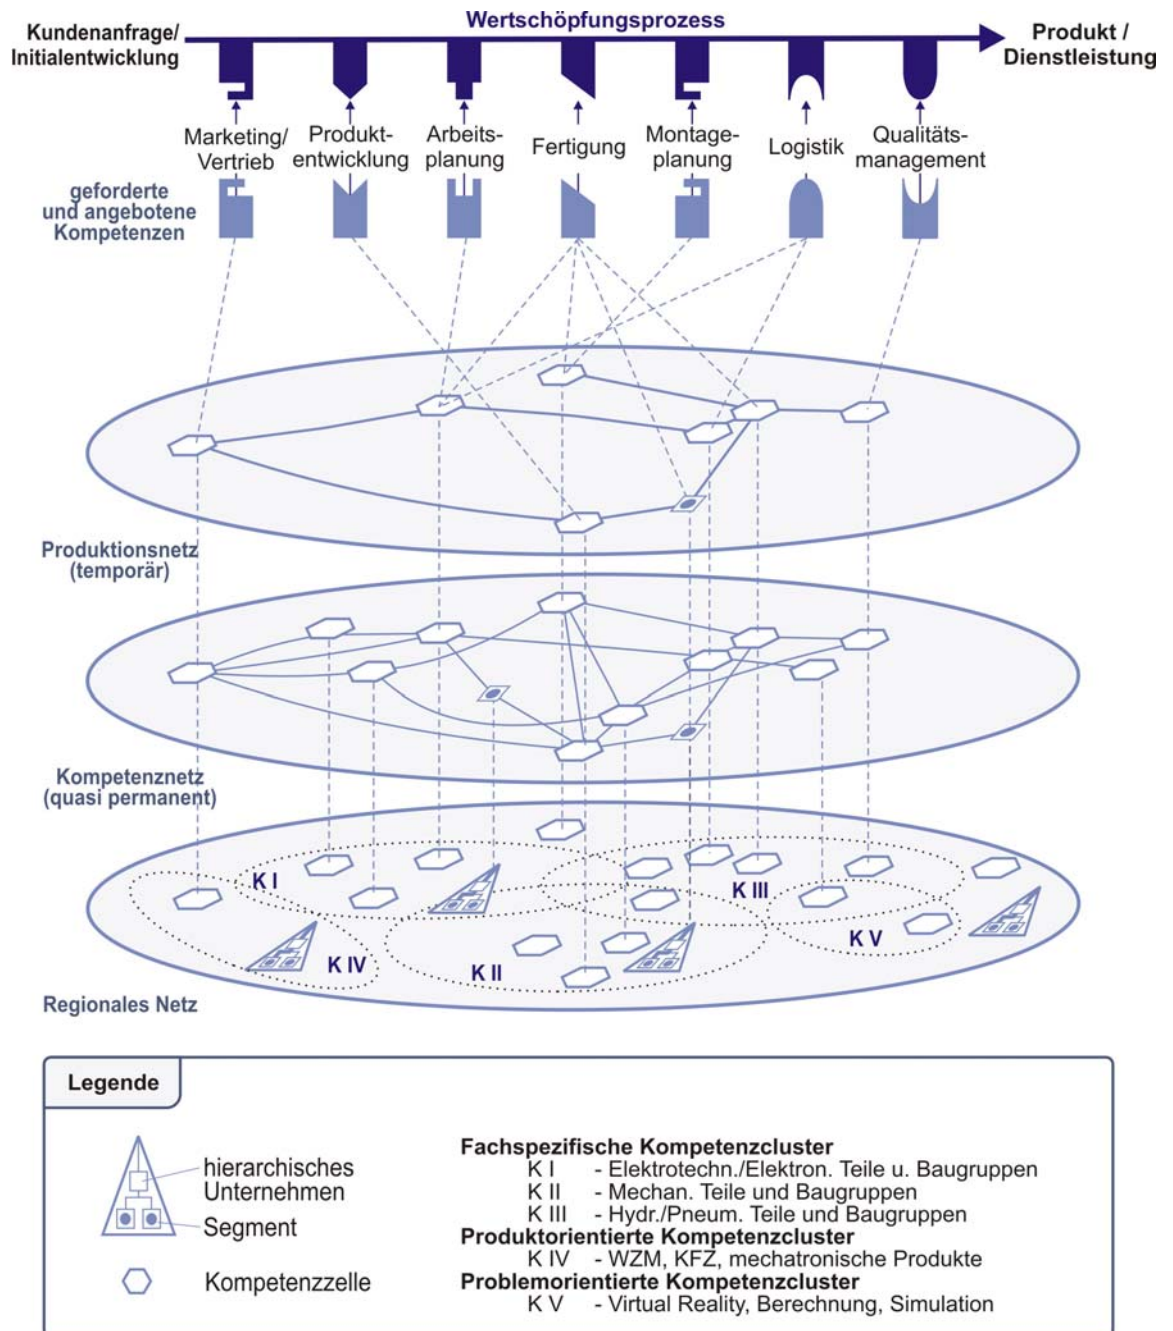 Wertschöpfungsprozess
Kundenanfrage/
Initialentwicklung
Produkt /
Dienstleistung
Marketing/
Vertrieb
Produkt-
entwicklung
Arbeits-
planung
Fertigung
Montage-
planung
Logistik
Qualitäts-
management
geforderte
und angebotene
Kompetenzen
Produktionsnetz
(temporär)
Kompetenznetz
(quasi permanent)
K I
K III
K IV
K II
K V
Regionales Netz
Legende
hierarchisches
Unternehmen
Segment
Kompetenzzelle
Fachspezifische Kompetenzcluster
K I - Elektrotechn./Elektron. Teile u. Baugruppen
K II - Mechan. Teile und Baugruppen
K III - Hydr./Pneum. Teile und Baugruppen
Produktorientierte Kompetenzcluster
K IV - WZM, KFZ, mechatronische Produkte
Problemorientierte Kompetenzcluster
K V - Virtual Reality, Berechnung, Simulation